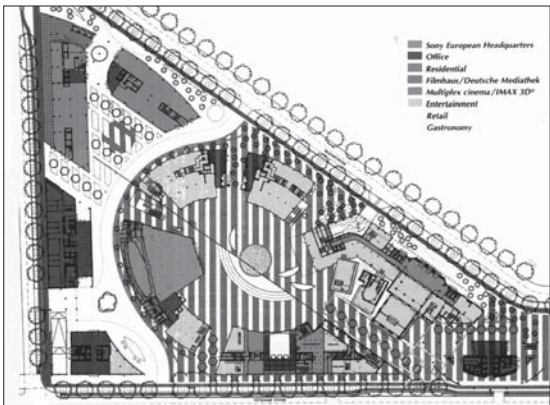 Sony European Headquarters
Office
Residential
Filmhaus/Deutsche Mediathek
Multiplex cinema/IMAX 3D®
Entertainment
Retail
Gastronomy